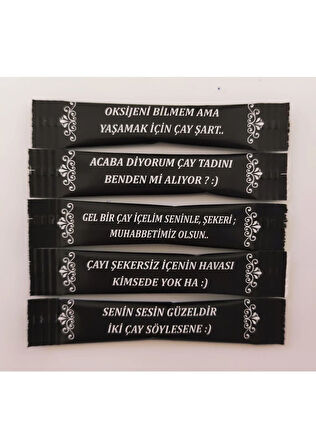 OKSİJENİ BİLMEM AMA
YAŞAMAK İÇİN ÇAY ŞART..
ACABA DİYORUM ÇAY TADINI
BENDEN Mİ ALIYOR ? :)
GEL BİR ÇAY İÇELİM SENİNLE, ŞEKERİ ;
MUHABBETİMİZ OLSUN..
ÇAYI ŞEKERSİZ İÇENİN HAVASI
KİMSEDE YOK HA :)
SENİN SESİN GÜZELDİR
İKİ ÇAY SÖYLESENE :)